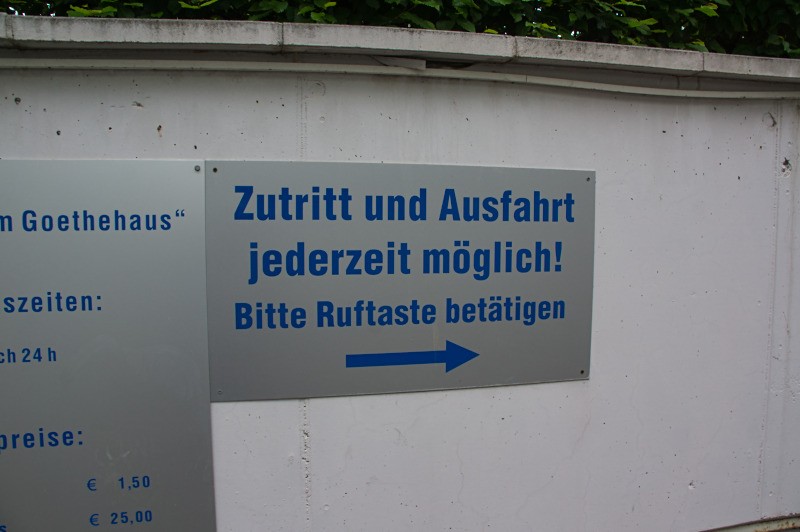 m Goethehaus“
szeiten:
ch 24 h
preise:
€ 1,50
€ 25,00
Zutritt und Ausfahrt
jederzeit möglich!
Bitte Ruftaste betätigen